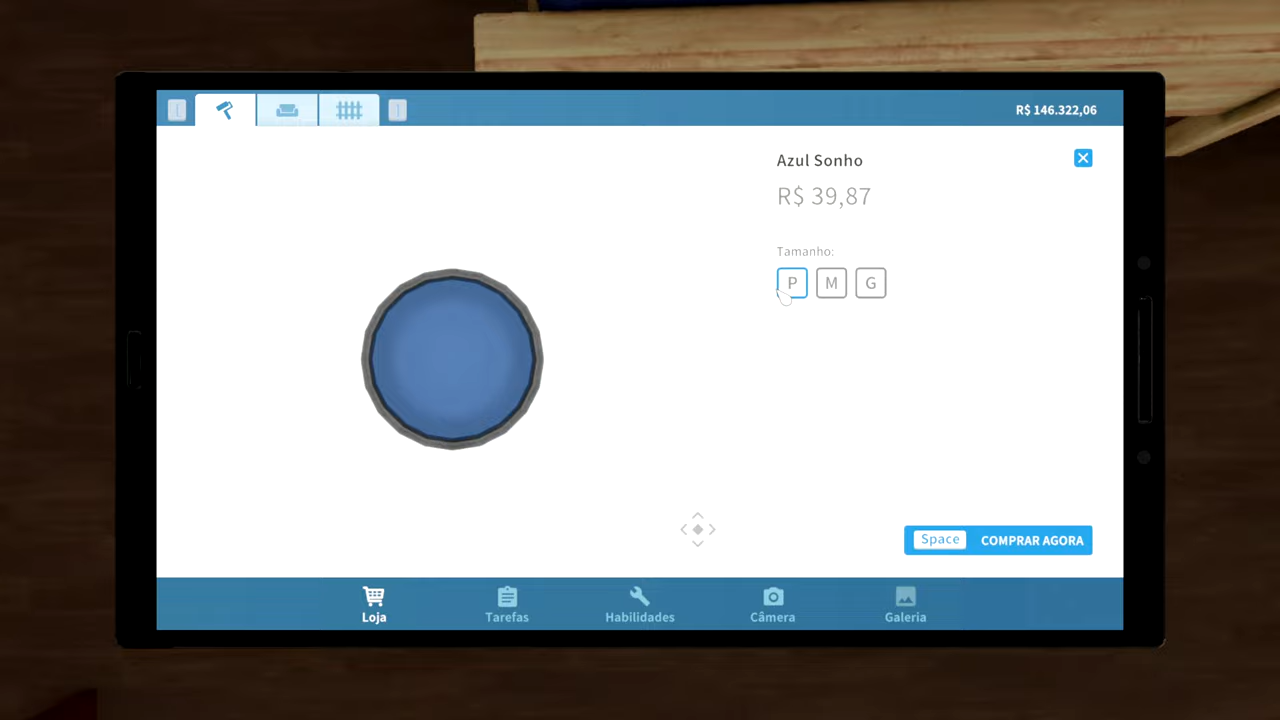 R$ 146.322,06
Azul Sonho
R$ 39,87
Tamanho:
P M G
Space COMPRAR AGORA
Loja Tarefas Habilidades Câmera Galeria